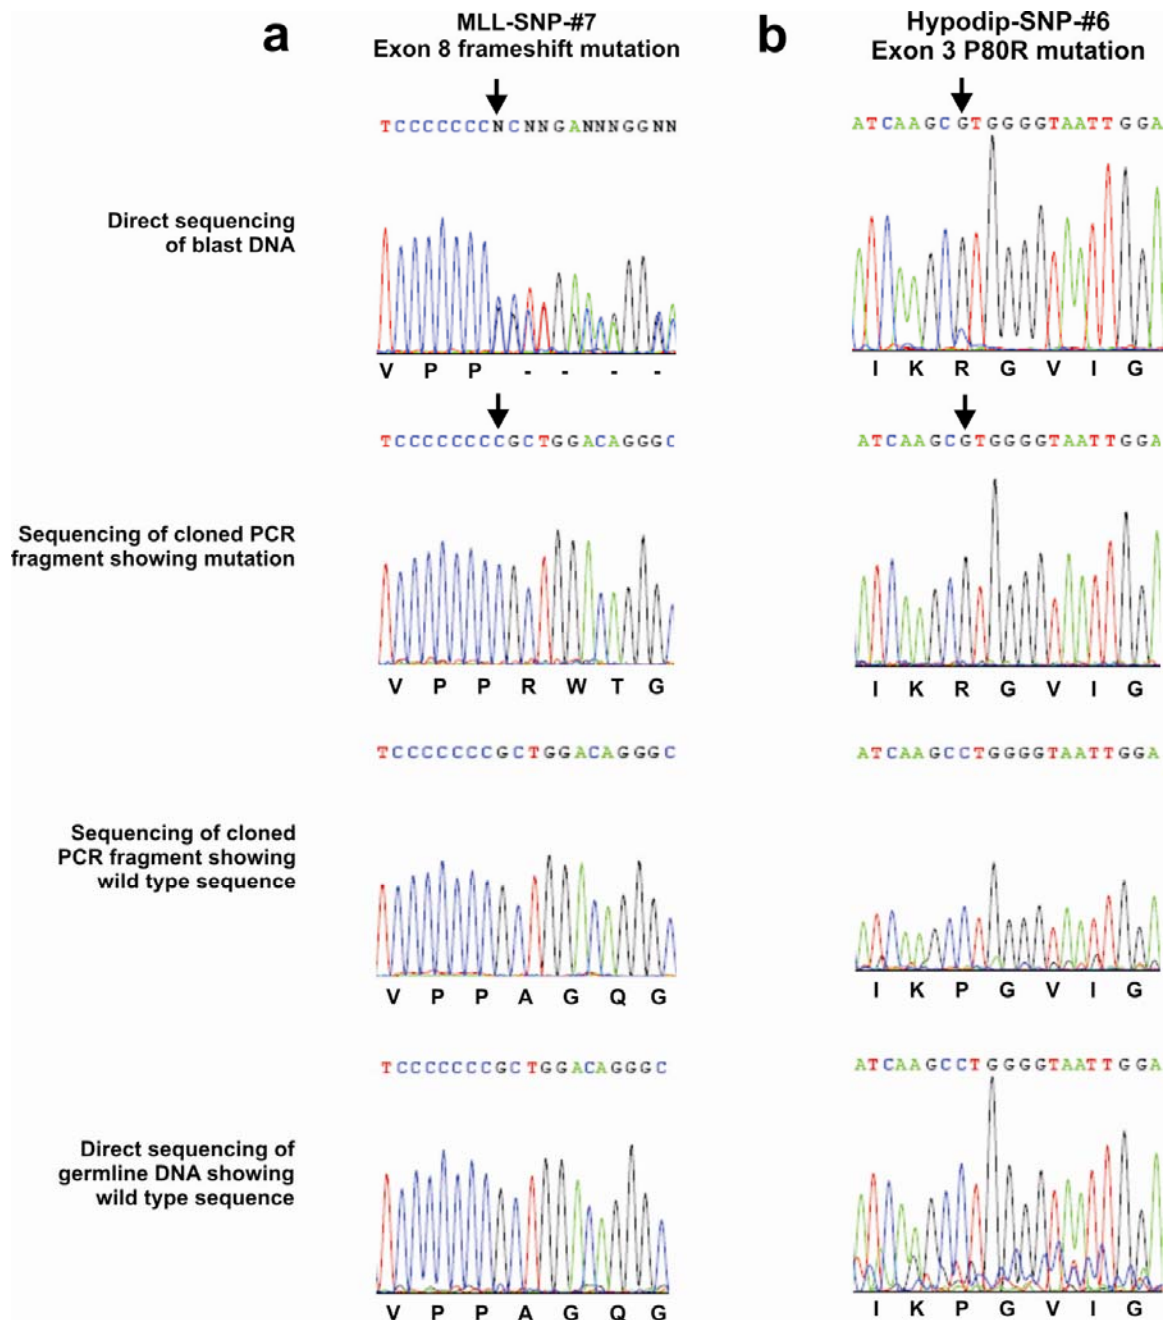 a
MLL-SNP-#7
Exon 8 frameshift mutation
b
Hypodip-SNP-#6
Exon 3 P80R mutation
Direct sequencing
of blast DNA
TCCCCCCCNCNNGANNNGGNN
V P P - - - -
ATCAAGCGTGGGGTAATTGGA
I K R G V I G
Sequencing of cloned PCR
fragment showing mutation
TCCCCCCCCGCTGGACAGGGC
V P P R W T G
ATCAAGCGTGGGGTAATTGGA
I K R G V I G
Sequencing of cloned
PCR fragment showing
wild type sequence
TCCCCCCCGCTGGACAGGGC
V P P A G Q G
ATCAAGCCTGGGGTAATTGGA
I K P G V I G
Direct sequencing of
germline DNA showing
wild type sequence
TCCCCCCCGCTGGACAGGGC
V P P A G Q G
ATCAAGCCTGGGGTAATTGGA
I K P G V I G